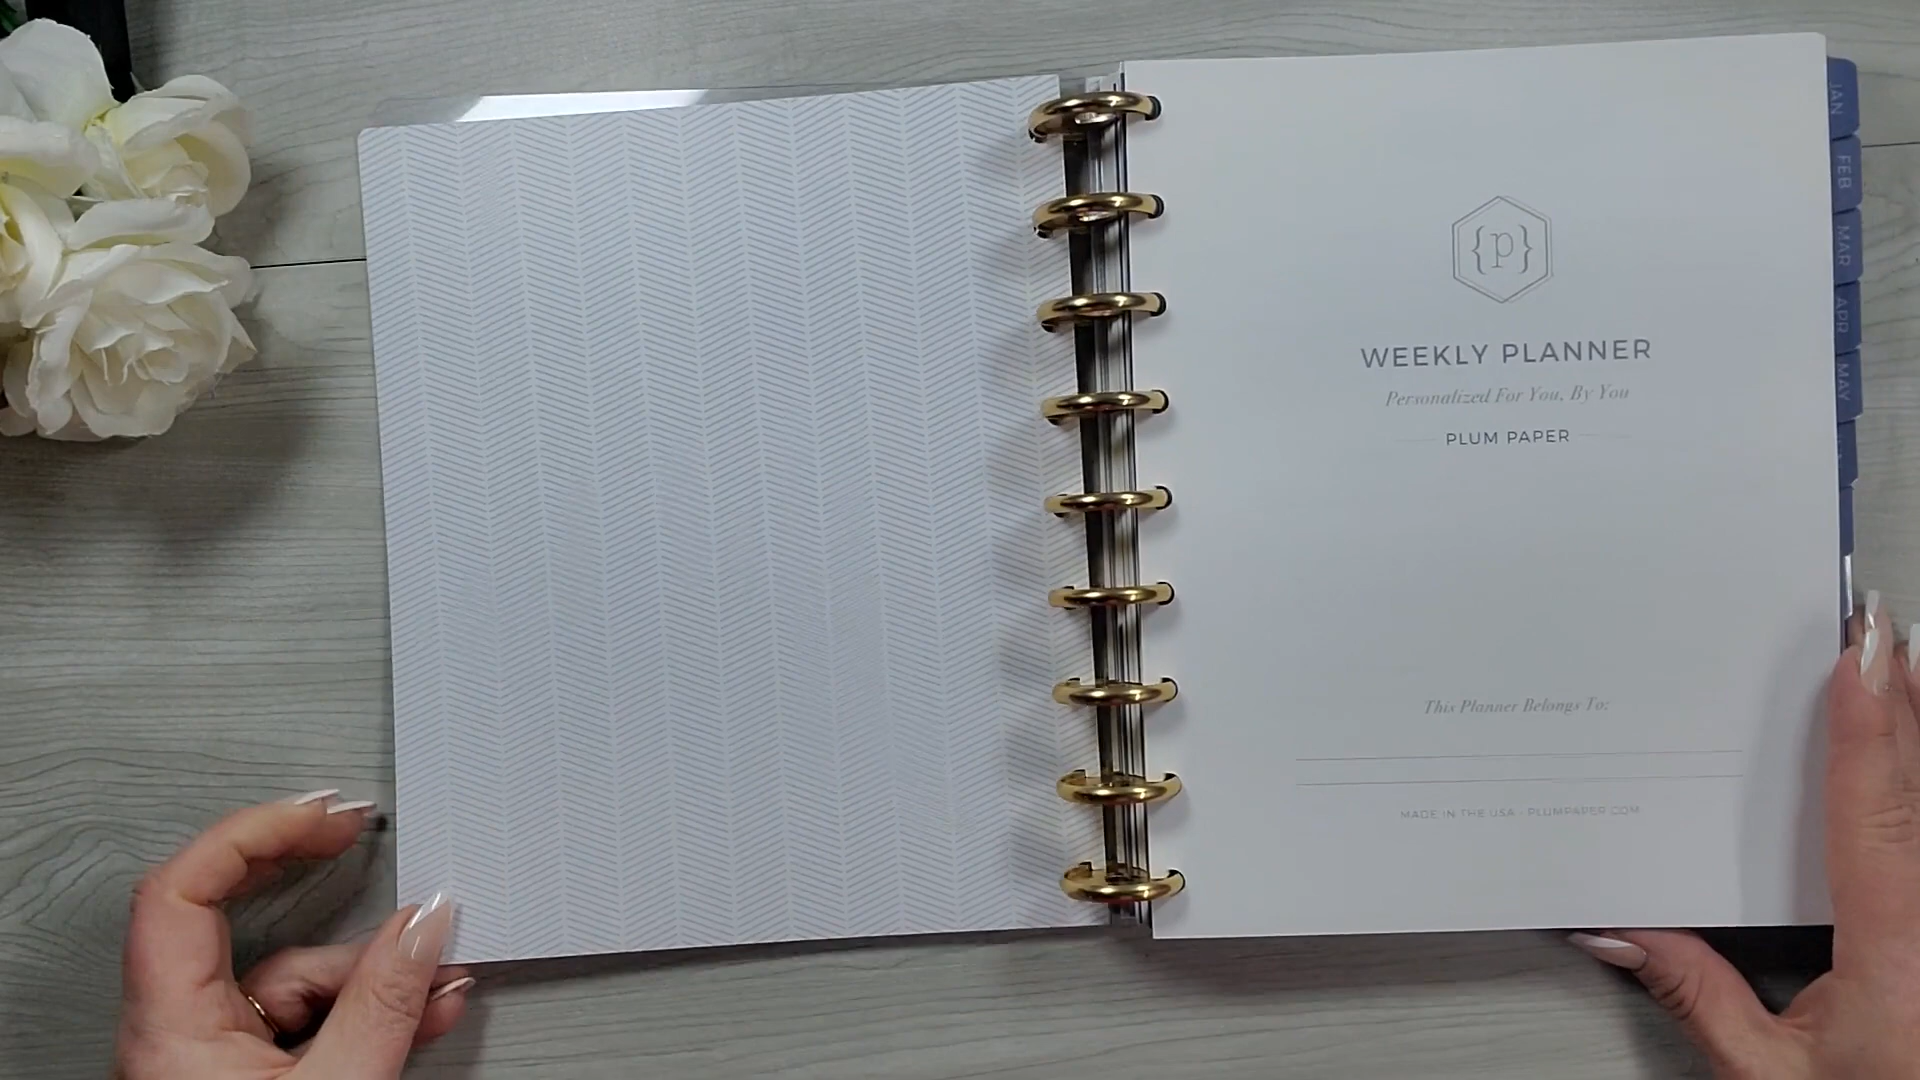 {p}
WEEKLY PLANNER
Personalized For You, By You
PLUM PAPER
This Planner Belongs To:
MADE IN THE USA - PLUMPAPER.COM
JAN
FEB
MAR
APR
MAY